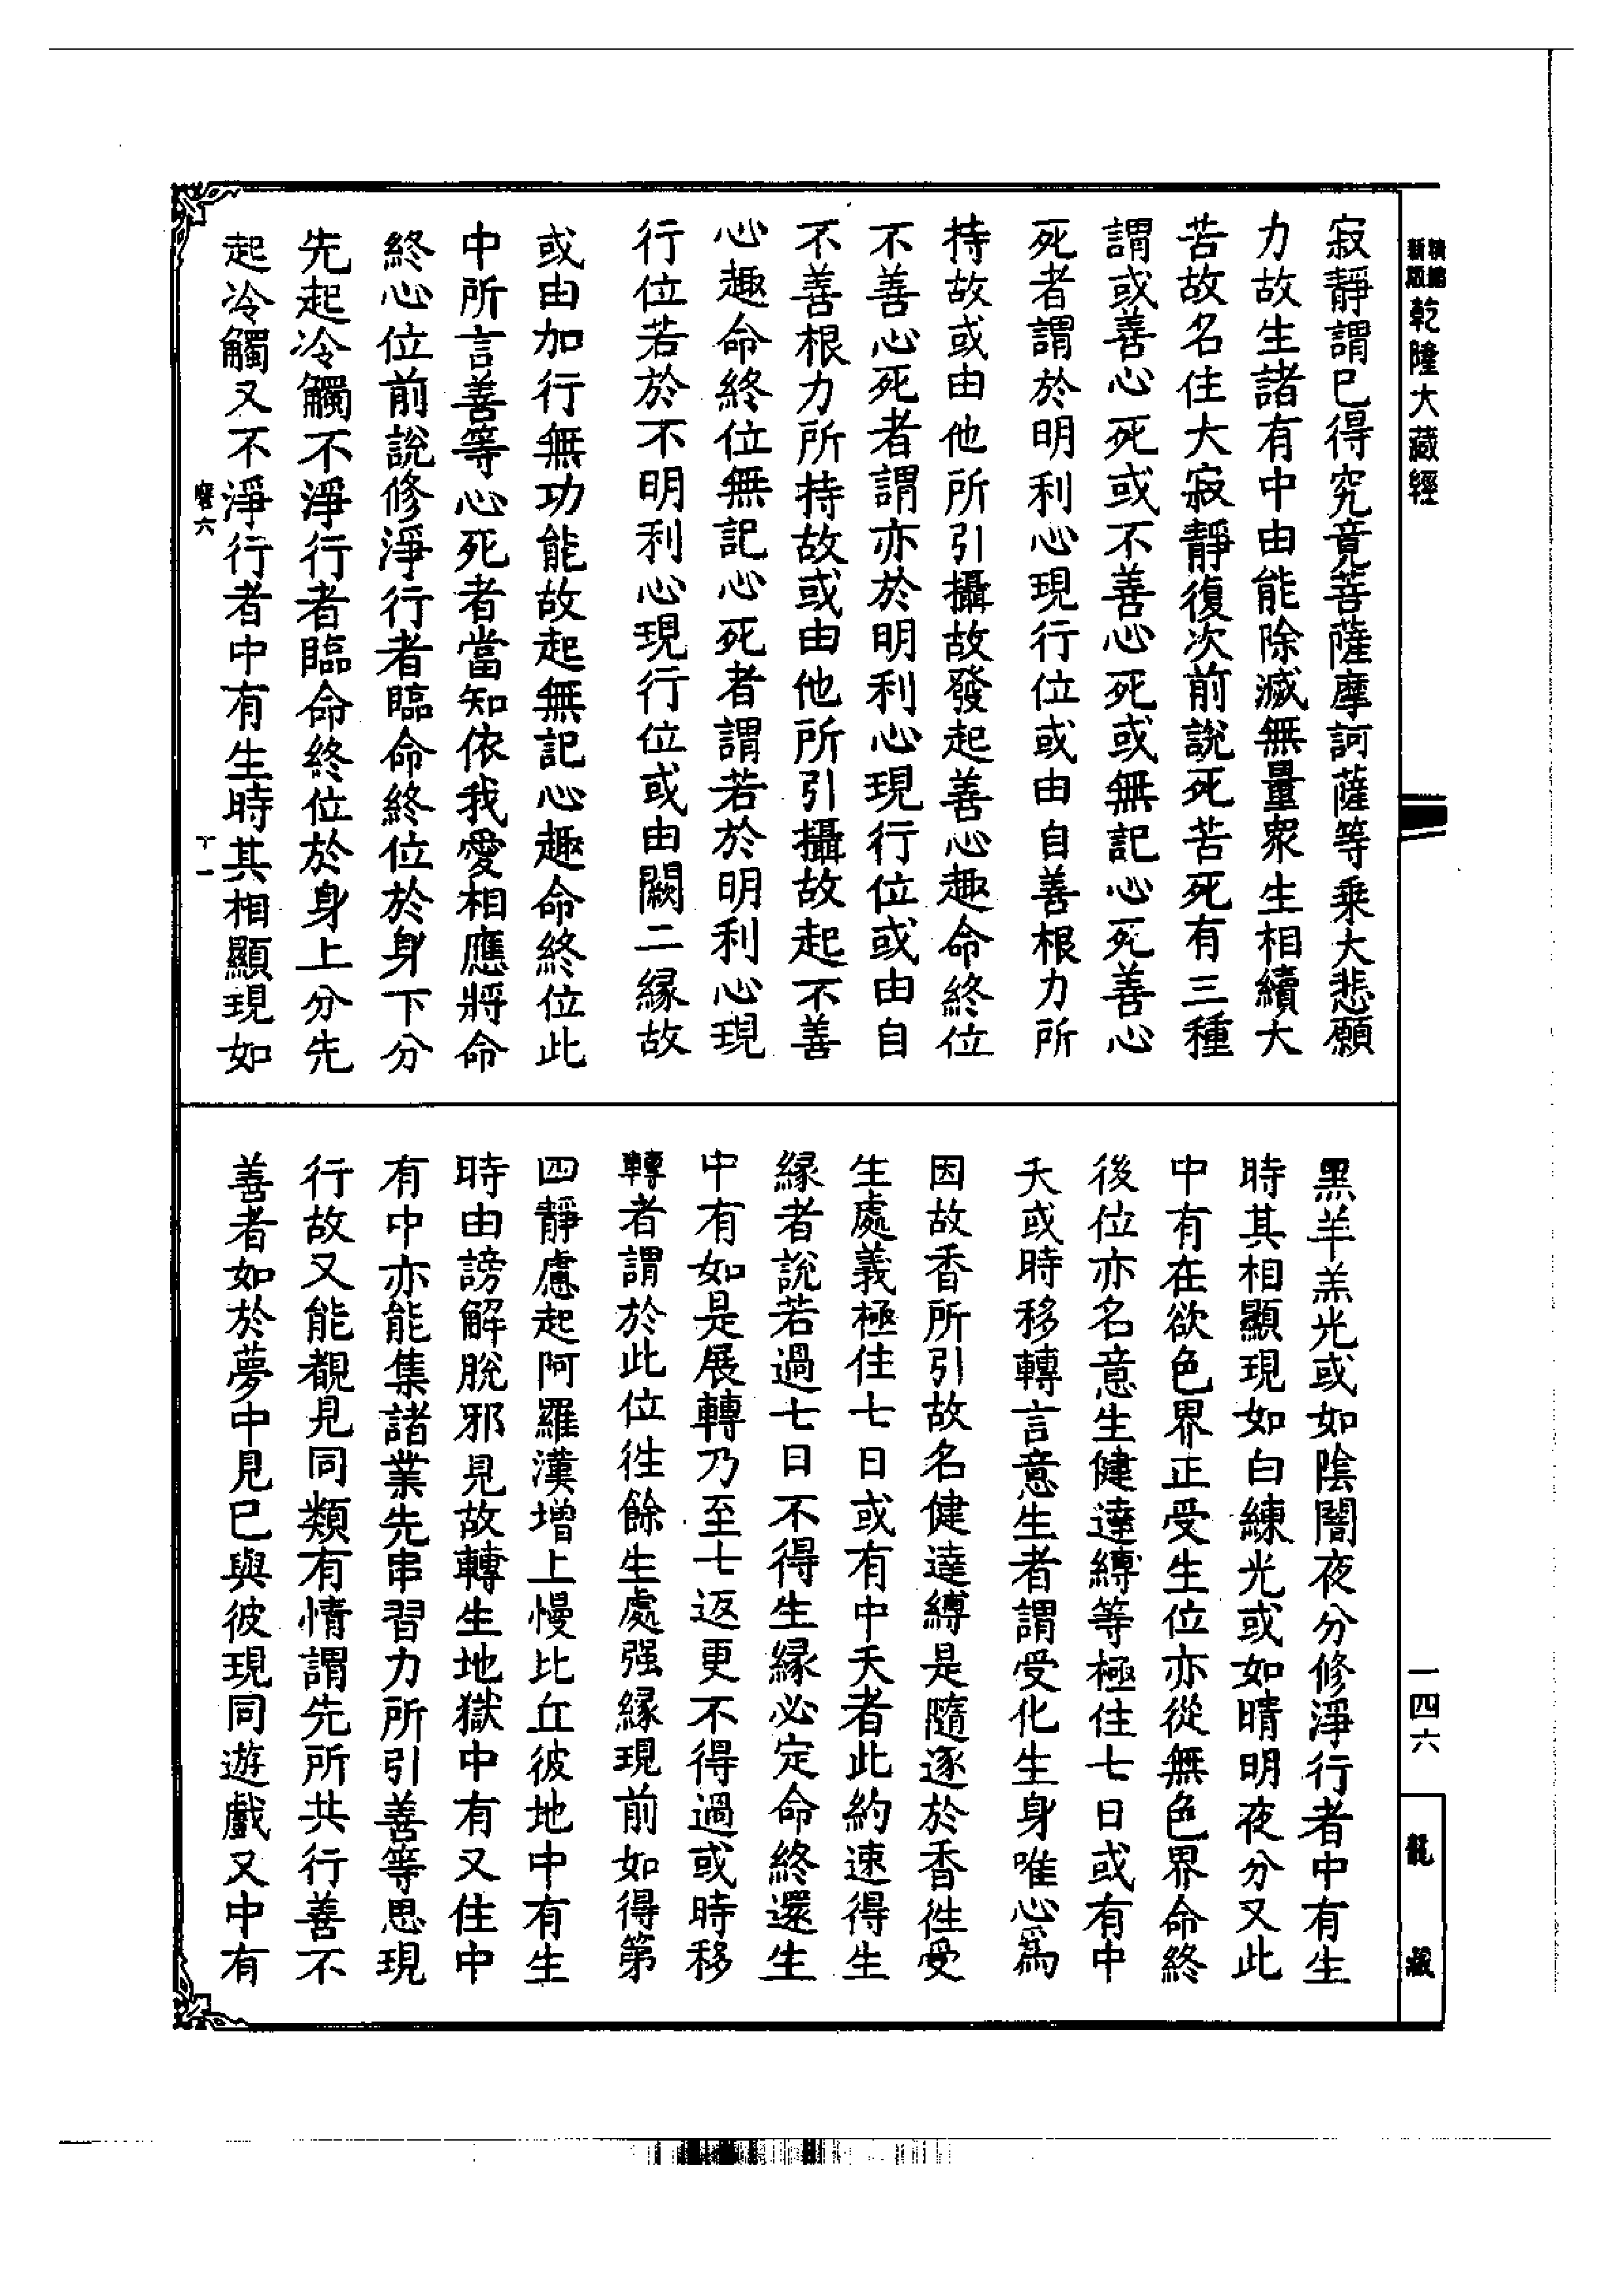 精縮新版乾隆大藏經
一四六
龍藏
寂靜謂已得究竟菩薩摩訶薩等乘大悲願
力故生諸有中由能除滅無量衆生相續大
苦故名住大寂靜復次前說死苦死有三種
謂或善心死或不善心死或無記心死善心
死者謂於明利心現行位或由自善根力所
持故或由他所引攝故發起善心趣命終位
不善心死者謂亦於明利心現行位或由自
不善根力所持故或由他所引攝故起不善
心趣命終位無記心死者謂若於明利心現
行位若於不明利心現行位或由闕二緣故
或由加行無功能故起無記心趣命終位此
中所言善等心死者當知依我愛相應將命
終心位前說修淨行者臨命終位於身下分
先起冷觸不淨行者臨命終位於身上分先
起冷觸又不淨行者中有生時其相顯現如
磨六
十一
黑羊羔光或如陰闇夜分修淨行者中有生
時其相顯現如白練光或如晴明夜分又此
中有在欲色界正受生位亦從無色界命終
後位亦名意生健達縛等極住七日或有中
夭或時移轉言意生者謂受化生身唯心爲
因故香所引故名健達縛是隨逐於香徃受
生處義極住七日或有中夭者此約速得生
緣者說若過七日不得生緣必定命終還生
中有如是展轉乃至七返更不得過或時移
轉者謂於此位徃餘生處强緣現前如得第
四靜慮起阿羅漢增上慢比丘彼地中有生
時由謗解脫邪見故轉生地獄中有又住中
有中亦能集諸業先串習力所引善等思現
行故又能覩見同類有情謂先所共行善不
善者如於夢中見已與彼現同遊戲又中有